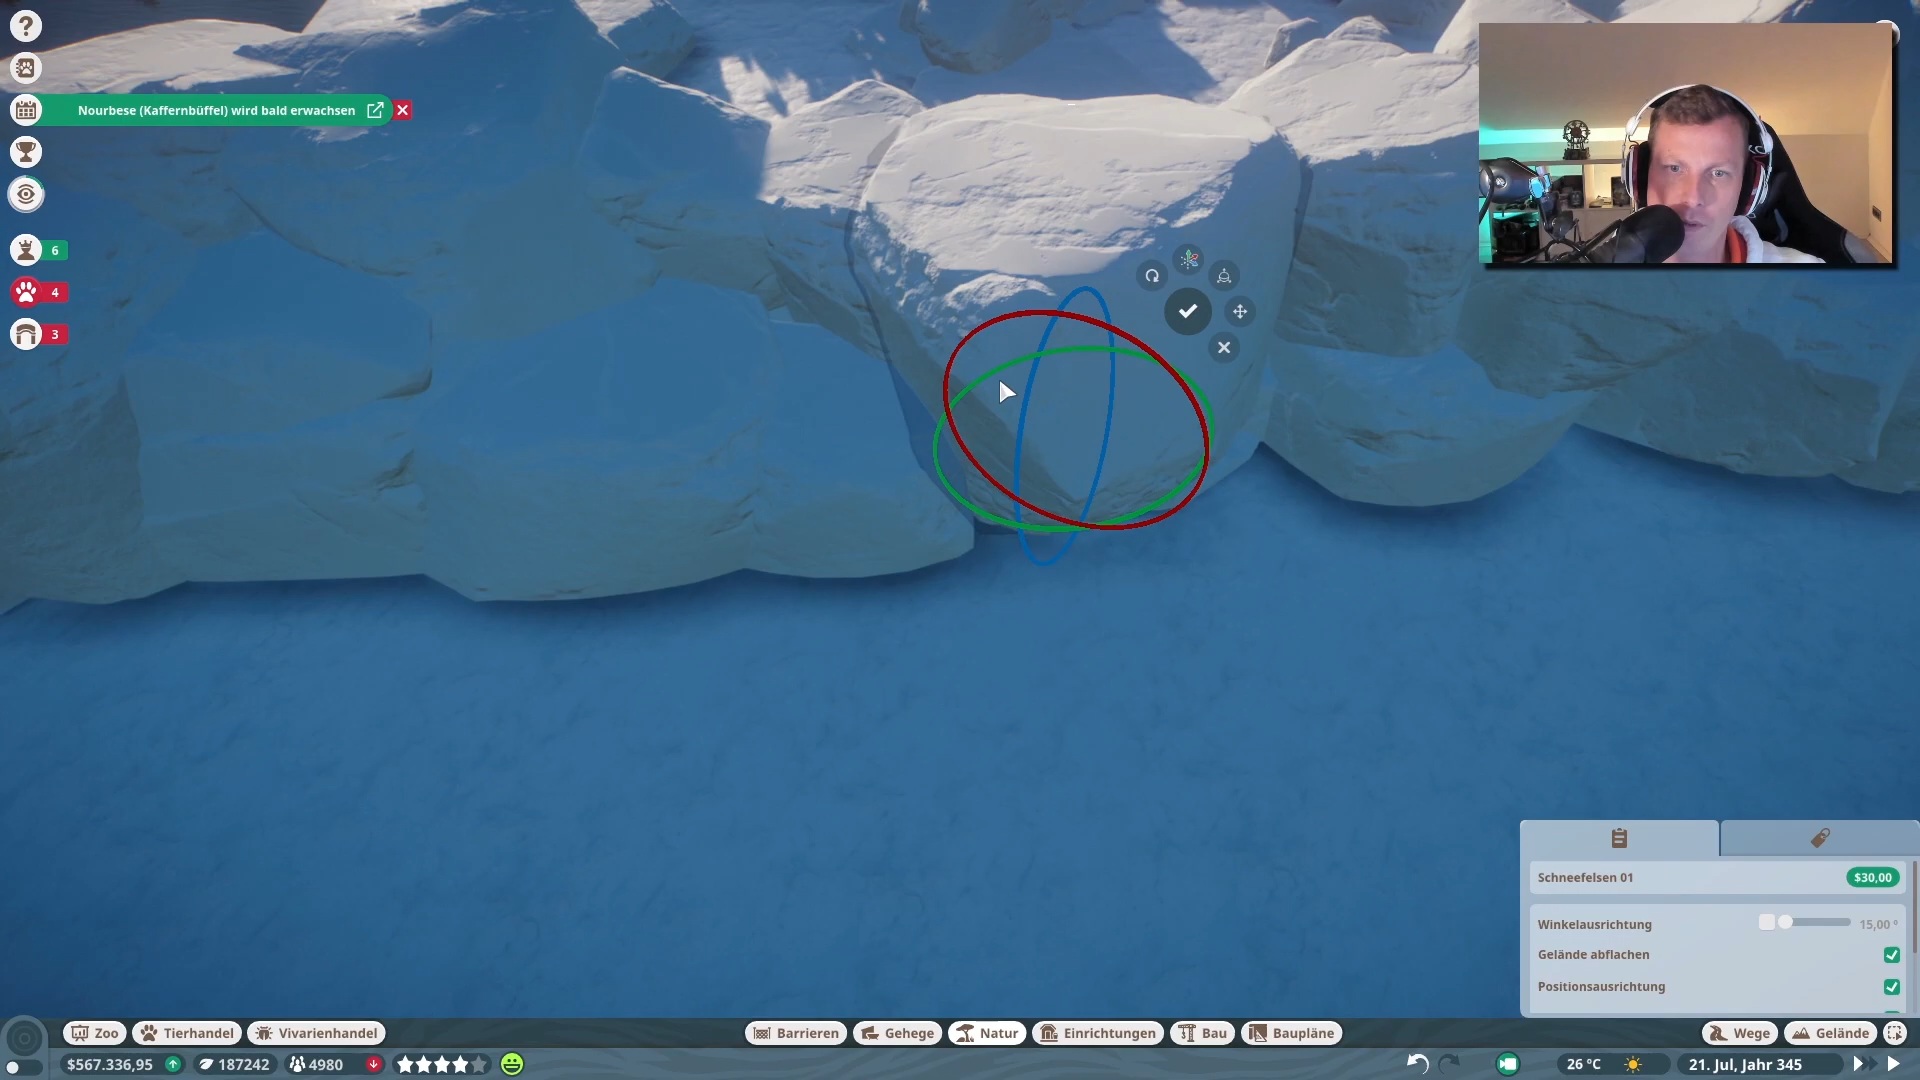 Nourbese (Kaffernbüffel) wird bald erwachsen
6
4
3
Schneefelsen 01
$30,00
Winkelausrichtung
15,00 °
Gelände abflachen
Positionsausrichtung
Zoo
Tierhandel
Vivarienhandel
Barrieren
Gehege
Natur
Einrichtungen
Bau
Baupläne
Wege
Gelände
$567.336,95
187242
4980
26 °C
21. Jul, Jahr 345